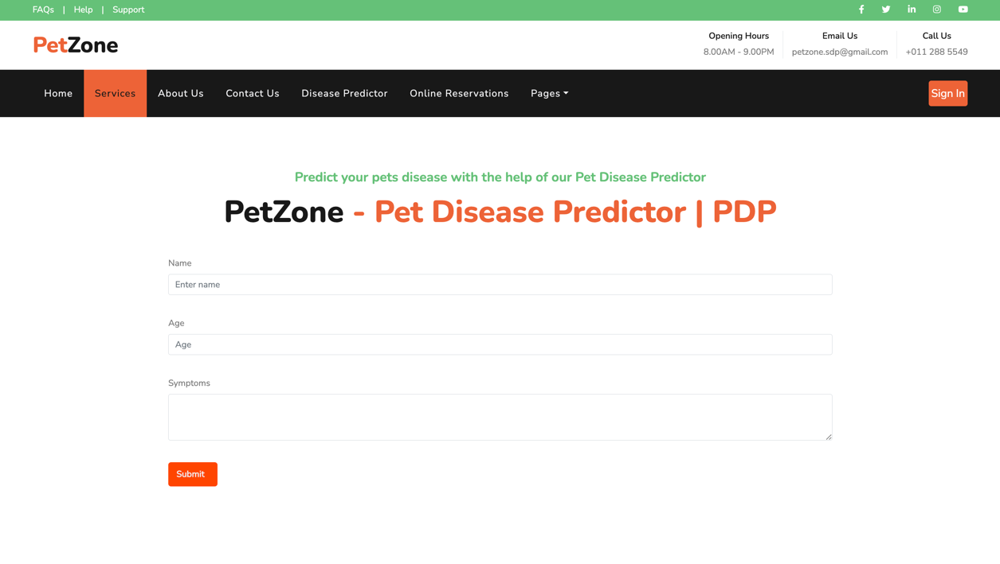 FAQs | Help | Support
PetZone
Opening Hours
8.00AM - 9.00PM
Email Us
petzone.sdp@gmail.com
Call Us
+011 288 5549
Home Services About Us Contact Us Disease Predictor Online Reservations Pages Sign In
Predict your pets disease with the help of our Pet Disease Predictor
PetZone - Pet Disease Predictor | PDP
Name
Enter name
Age
Age
Symptoms
Submit